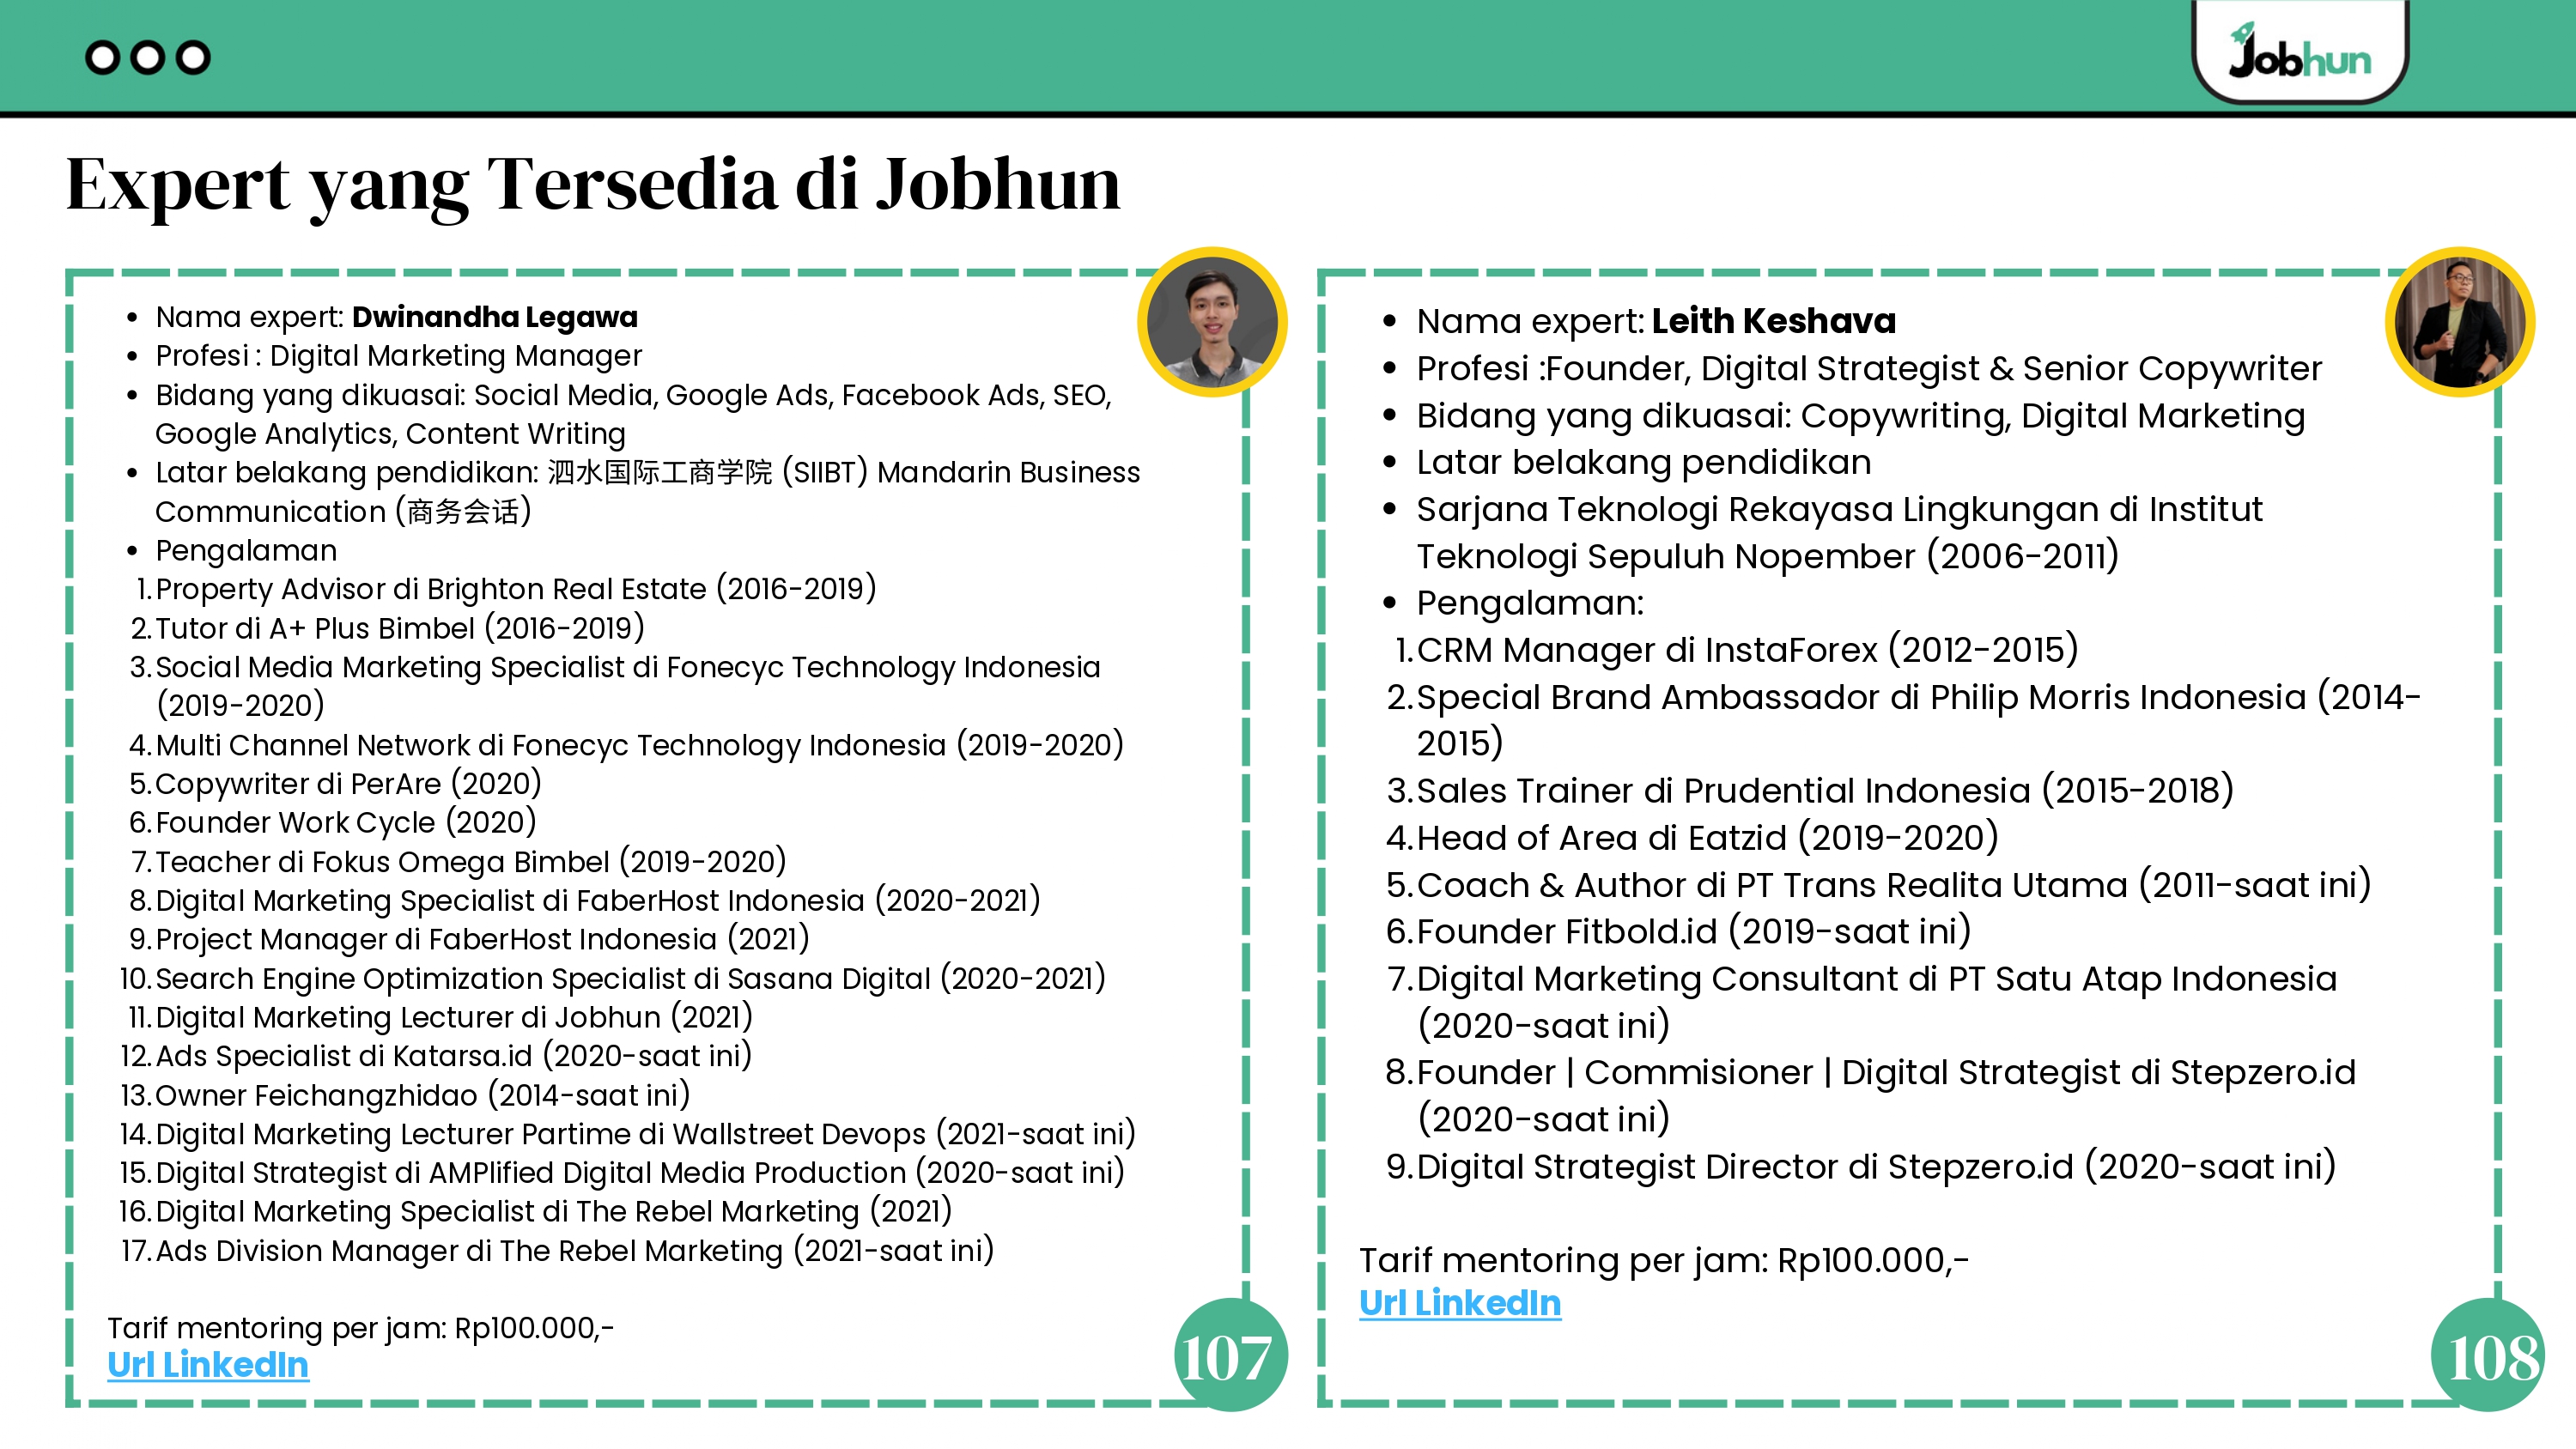 Jobhun
Expert yang Tersedia di Jobhun
Nama expert: Dwinandha Legawa
Profesi : Digital Marketing Manager
Bidang yang dikuasai: Social Media, Google Ads, Facebook Ads, SEO,
Google Analytics, Content Writing
Latar belakang pendidikan: 泗水国际工商学院 (SIIBT) Mandarin Business
Communication (商务会话)
Pengalaman
1.Property Advisor di Brighton Real Estate (2016-2019)
2.Tutor di A+ Plus Bimbel (2016-2019)
3.Social Media Marketing Specialist di Fonecyc Technology Indonesia
(2019-2020)
4.Multi Channel Network di Fonecyc Technology Indonesia (2019-2020)
5.Copywriter di PerAre (2020)
6.Founder Work Cycle (2020)
7.Teacher di Fokus Omega Bimbel (2019-2020)
8.Digital Marketing Specialist di FaberHost Indonesia (2020-2021)
9.Project Manager di FaberHost Indonesia (2021)
10.Search Engine Optimization Specialist di Sasana Digital (2020-2021)
11.Digital Marketing Lecturer di Jobhun (2021)
12.Ads Specialist di Katarsa.id (2020-saat ini)
13.Owner Feichangzhidao (2014-saat ini)
14.Digital Marketing Lecturer Partime di Wallstreet Devops (2021-saat ini)
15.Digital Strategist di AMPlified Digital Media Production (2020-saat ini)
16.Digital Marketing Specialist di The Rebel Marketing (2021)
17.Ads Division Manager di The Rebel Marketing (2021-saat ini)
Tarif mentoring per jam: Rp100.000,-
Url LinkedIn
107
Nama expert: Leith Keshava
Profesi :Founder, Digital Strategist & Senior Copywriter
Bidang yang dikuasai: Copywriting, Digital Marketing
Latar belakang pendidikan
Sarjana Teknologi Rekayasa Lingkungan di Institut
Teknologi Sepuluh Nopember (2006-2011)
Pengalaman:
1.CRM Manager di InstaForex (2012-2015)
2.Special Brand Ambassador di Philip Morris Indonesia (2014-
2015)
3.Sales Trainer di Prudential Indonesia (2015-2018)
4.Head of Area di Eatzid (2019-2020)
5.Coach & Author di PT Trans Realita Utama (2011-saat ini)
6.Founder Fitbold.id (2019-saat ini)
7.Digital Marketing Consultant di PT Satu Atap Indonesia
(2020-saat ini)
8.Founder | Commisioner | Digital Strategist di Stepzero.id
(2020-saat ini)
9.Digital Strategist Director di Stepzero.id (2020-saat ini)
Tarif mentoring per jam: Rp100.000,-
Url LinkedIn
108